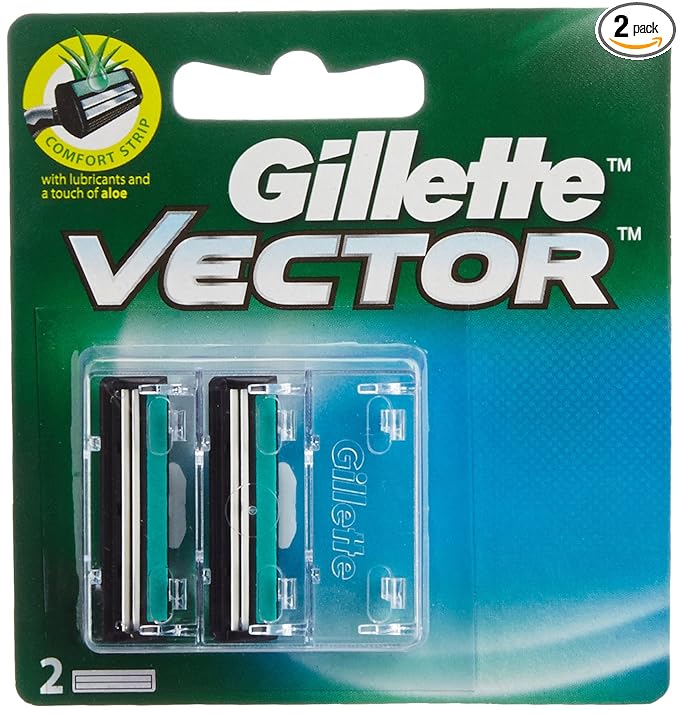 2 pack
COMFORT STRIP
with lubricants and
a touch of aloe
Gillette™
VECTOR™
Gillette
2